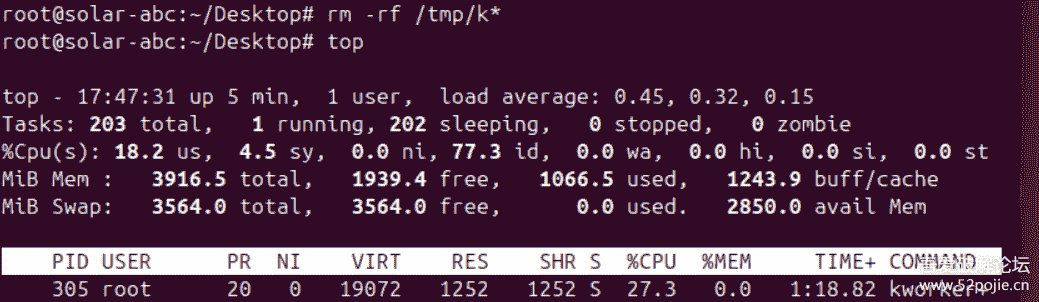 root@solar-abc:~/Desktop# rm -rf /tmp/k*
root@solar-abc:~/Desktop# top
top - 17:47:31 up 5 min,  1 user,  load average: 0.45, 0.32, 0.15
Tasks: 203 total,   1 running, 202 sleeping,   0 stopped,   0 zombie
%Cpu(s): 18.2 us,  4.5 sy,  0.0 ni, 77.3 id,  0.0 wa,  0.0 hi,  0.0 si,  0.0 st
MiB Mem :   3916.5 total,   1939.4 free,   1066.5 used,   1243.9 buff/cache
MiB Swap:   3564.0 total,   3564.0 free,      0.0 used.   2850.0 avail Mem
PID USER      PR  NI    VIRT    RES    SHR S  %CPU  %MEM     TIME+ COMMAND
305 root      20   0   19072   1252   1252 S  27.3   0.0   1:18.82 kworker+
吾爱破解论坛
www.52pojie.cn